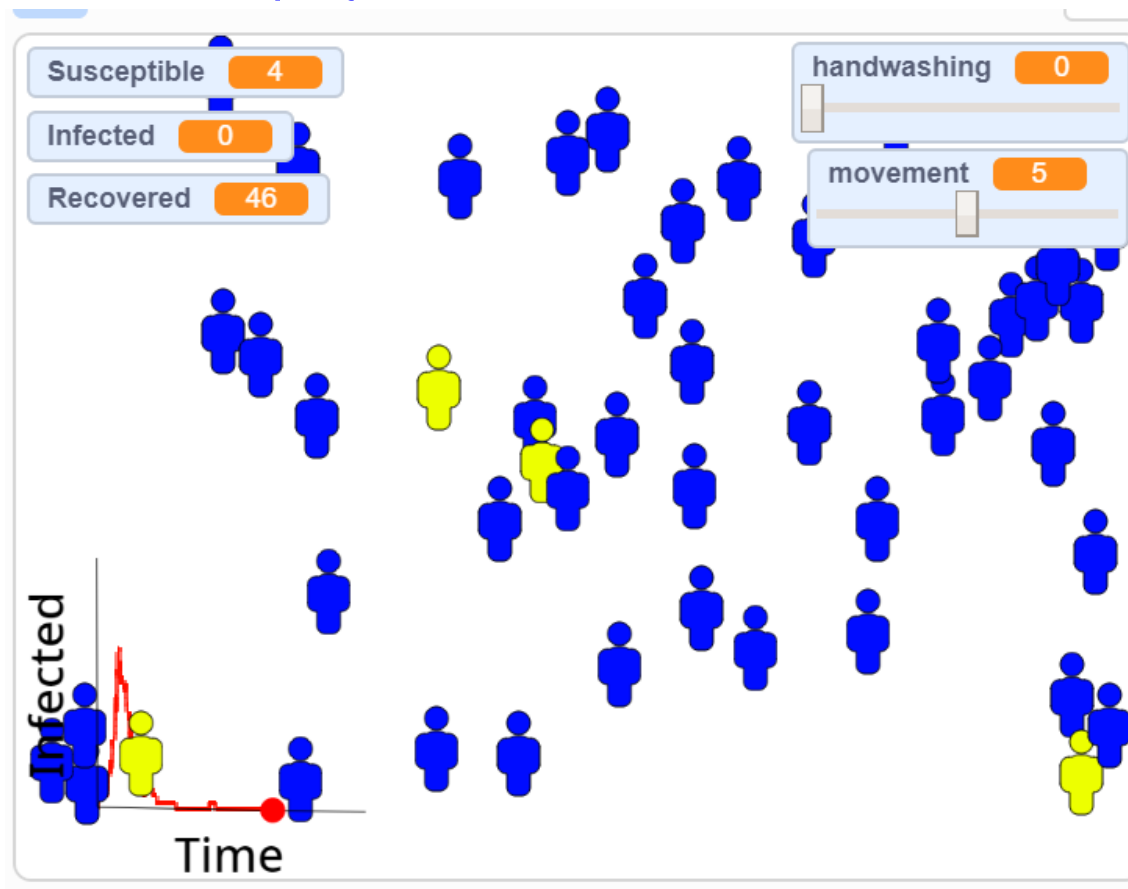 Susceptible 4
Infected 0
Recovered 46
handwashing 0
movement 5
Infected
Time